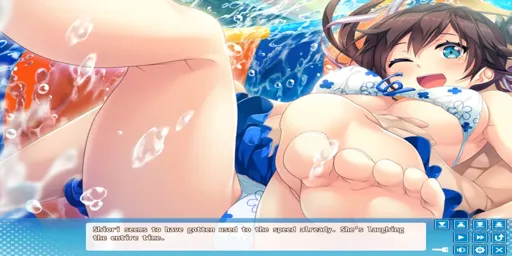 Shiori seems to have gotten used to the speed already. She's laughing
the entire time.